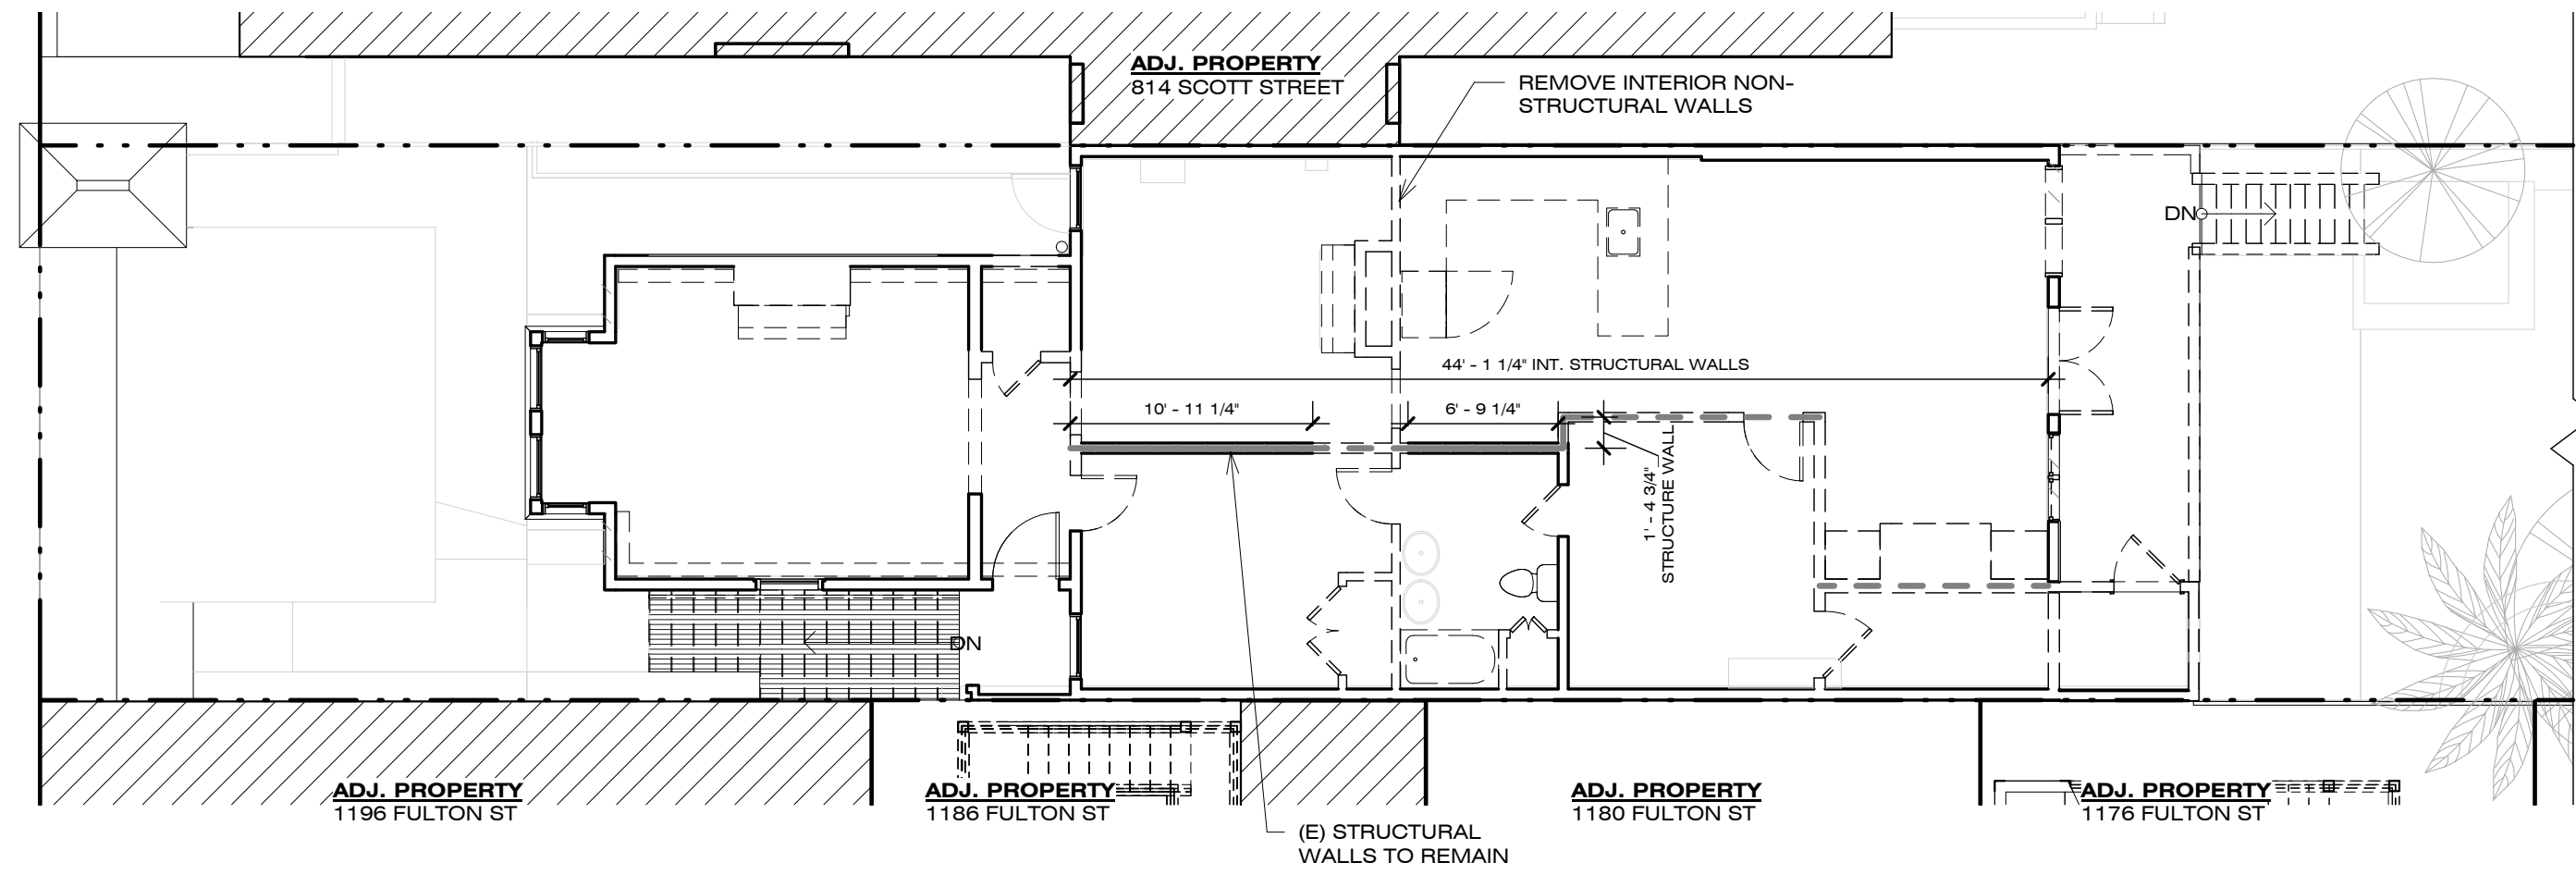 ADJ. PROPERTY
814 SCOTT STREET
REMOVE INTERIOR NON-
STRUCTURAL WALLS
DN
44' - 1 1/4" INT. STRUCTURAL WALLS
10' - 11 1/4"
6' - 9 1/4"
1' - 4 3/4"
STRUCTURE WALL
DN
ADJ. PROPERTY
1196 FULTON ST
ADJ. PROPERTY
1186 FULTON ST
ADJ. PROPERTY
1180 FULTON ST
ADJ. PROPERTY
1176 FULTON ST
(E) STRUCTURAL
WALLS TO REMAIN